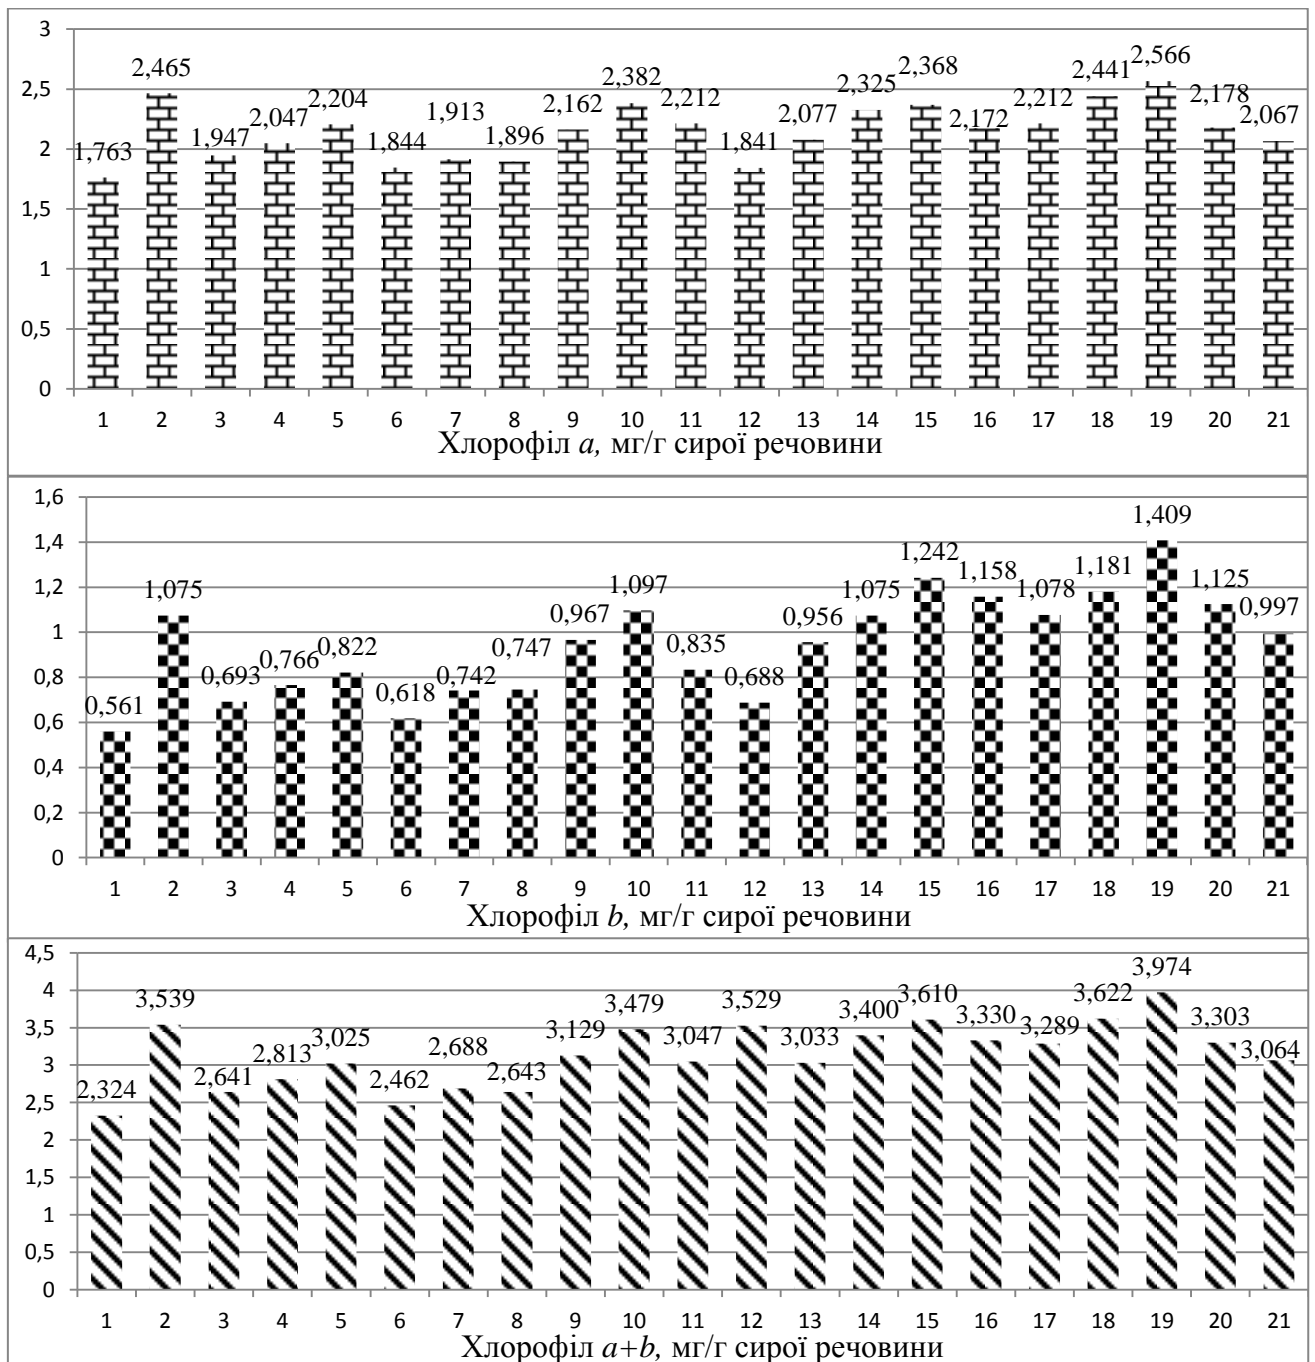 3
2,5
2
1,5
1
0,5
0
1,763 2,465 1,947 2,047 2,204 1,844 1,913 1,896 2,162 2,382 2,212 1,841 2,077 2,325 2,368 2,172 2,212 2,441 2,566 2,178 2,067
1 2 3 4 5 6 7 8 9 10 11 12 13 14 15 16 17 18 19 20 21
Хлорофіл a, мг/г сирої речовини
1,6
1,4
1,2
1
0,8
0,6
0,4
0,2
0
0,561 1,075 0,693 0,766 0,822 0,618 0,742 0,747 0,967 1,097 0,835 0,688 0,956 1,075 1,242 1,158 1,078 1,181 1,409 1,125 0,997
1 2 3 4 5 6 7 8 9 10 11 12 13 14 15 16 17 18 19 20 21
Хлорофіл b, мг/г сирої речовини
4,5
4
3,5
3
2,5
2
1,5
1
0,5
0
2,324 3,539 2,641 2,813 3,025 2,462 2,688 2,643 3,129 3,479 3,047 3,529 3,033 3,400 3,610 3,330 3,289 3,622 3,974 3,303 3,064
1 2 3 4 5 6 7 8 9 10 11 12 13 14 15 16 17 18 19 20 21
Хлорофіл a+b, мг/г сирої речовини